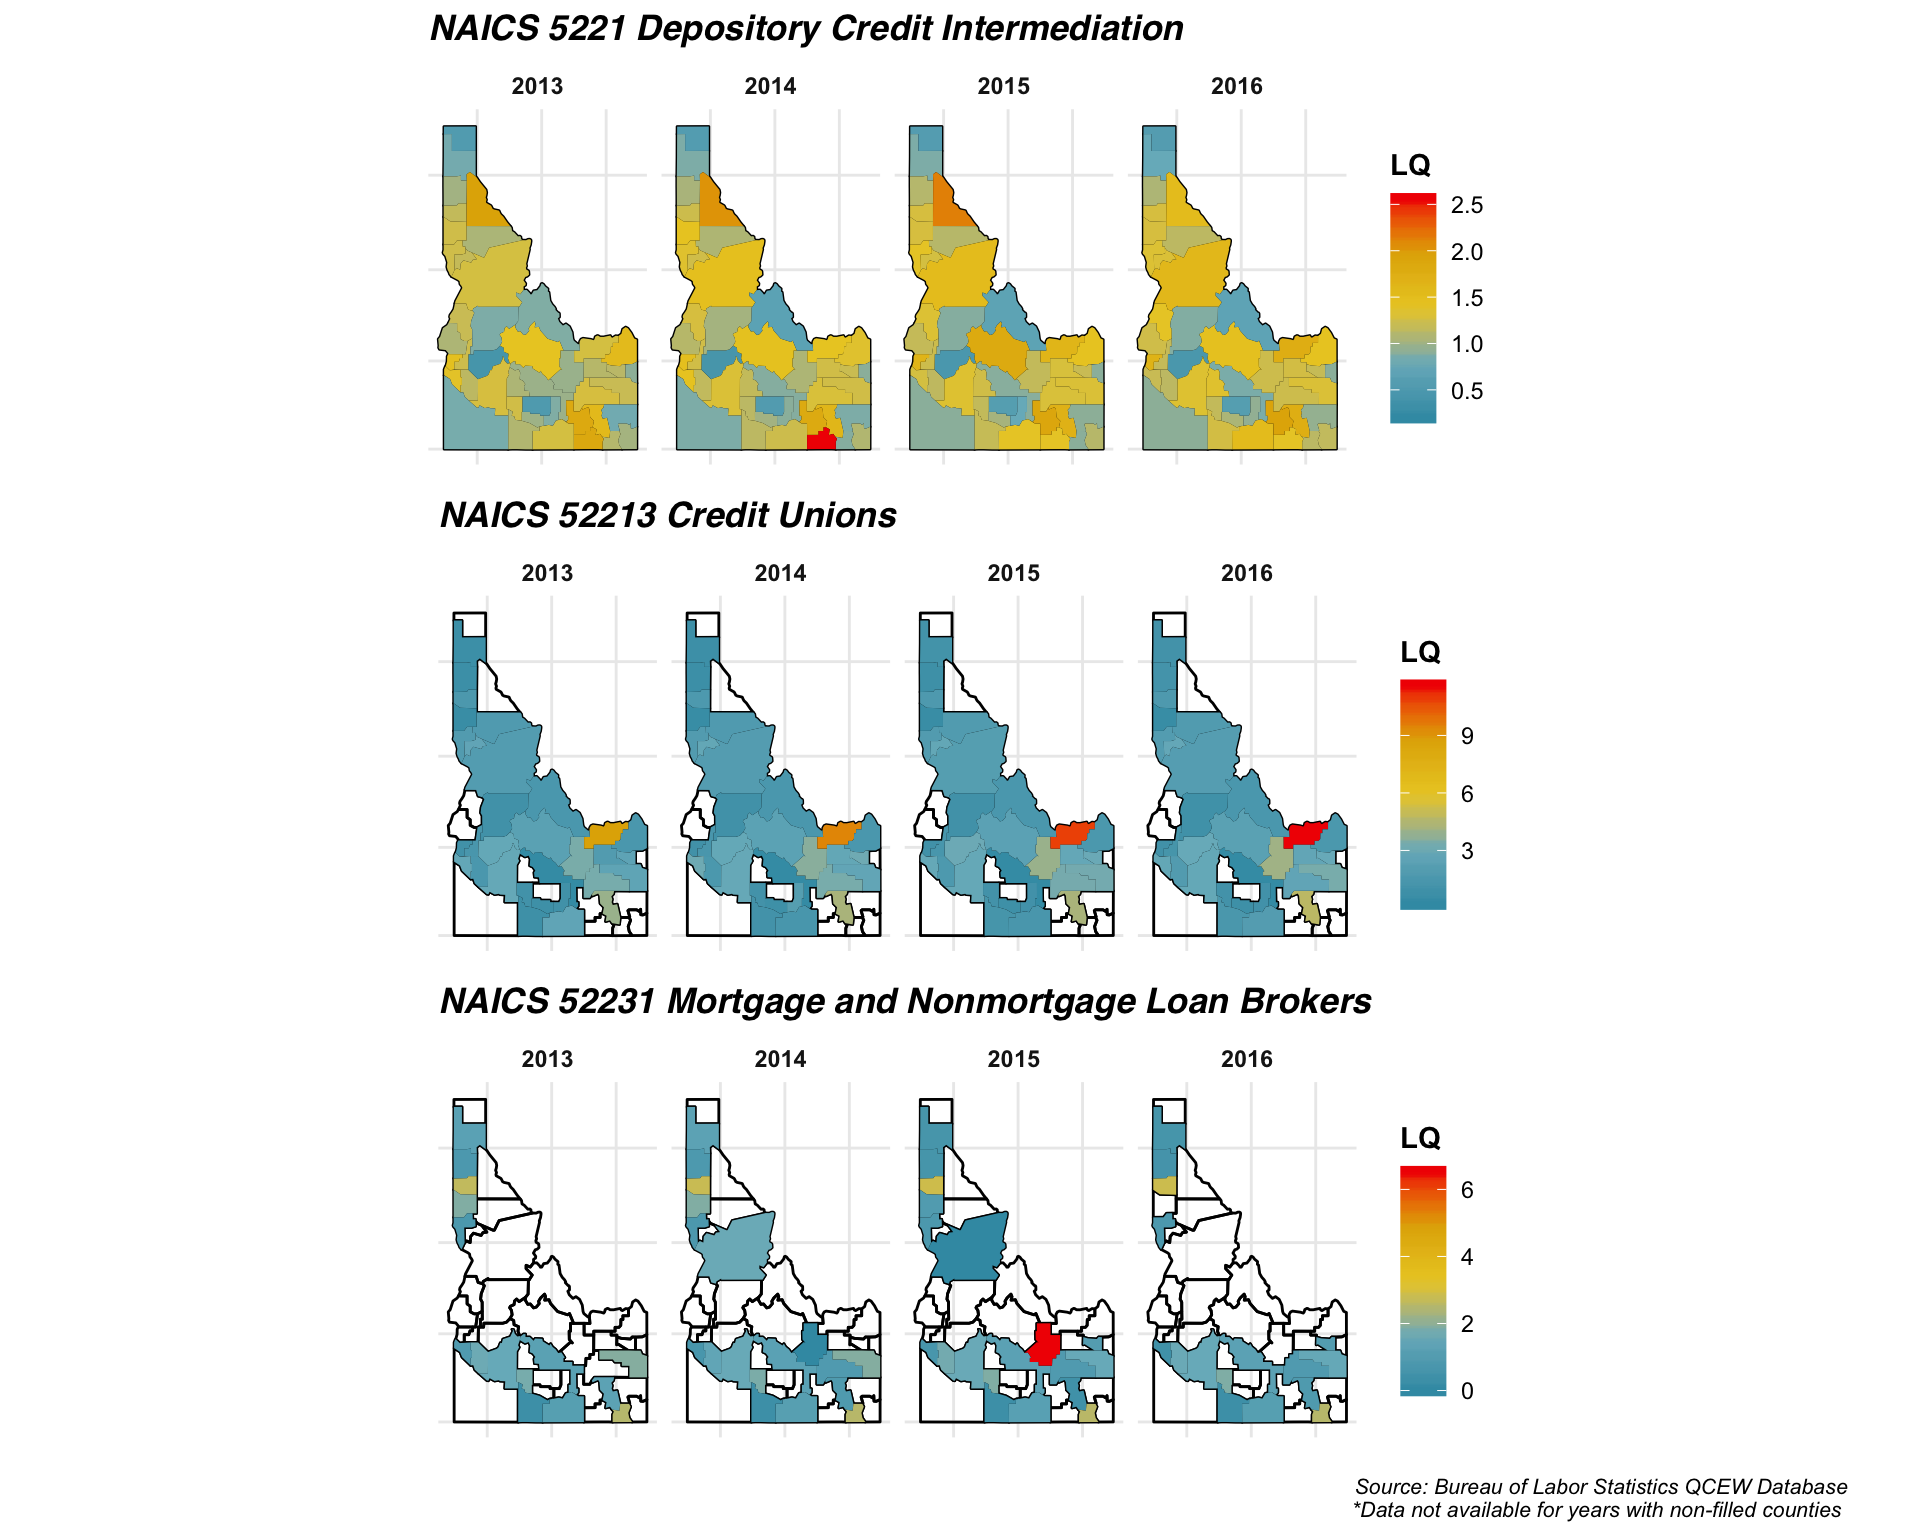 NAICS 5221 Depository Credit Intermediation
2013 2014 2015 2016
LQ
2.5
2.0
1.5
1.0
0.5
NAICS 52213 Credit Unions
2013 2014 2015 2016
LQ
9
6
3
NAICS 52231 Mortgage and Nonmortgage Loan Brokers
2013 2014 2015 2016
LQ
6
4
2
0
Source: Bureau of Labor Statistics QCEW Database
*Data not available for years with non-filled counties